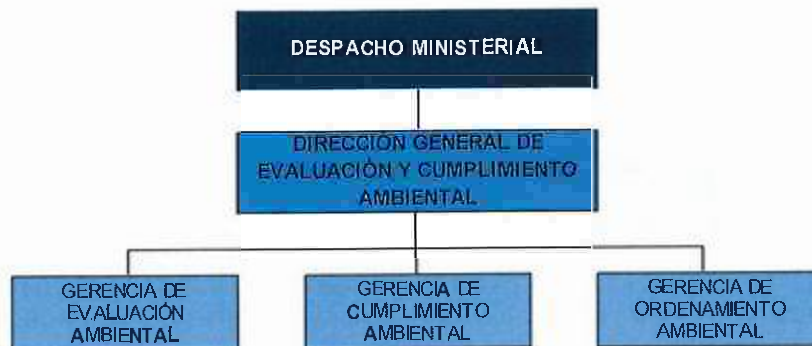 DESPACHO MINISTERIAL
DIRECCIÓN GENERAL DE
EVALUACIÓN Y CUMPLIMIENTO
AMBIENTAL
GERENCIA DE
EVALUACIÓN
AMBIENTAL
GERENCIA DE
CUMPLIMIENTO
AMBIENTAL
GERENCIA DE
ORDENAMIENTO
AMBIENTAL